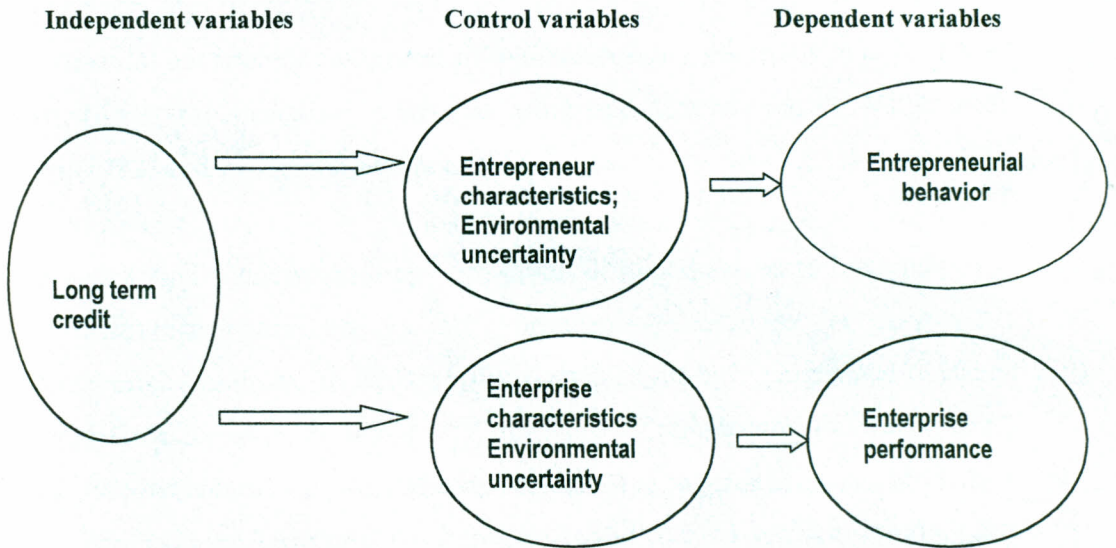 Independent variables
Control variables
Dependent variables
Long term
credit
Entrepreneur
characteristics;
Environmental
uncertainty
Entrepreneurial
behavior
Enterprise
characteristics
Environmental
uncertainty
Enterprise
performance